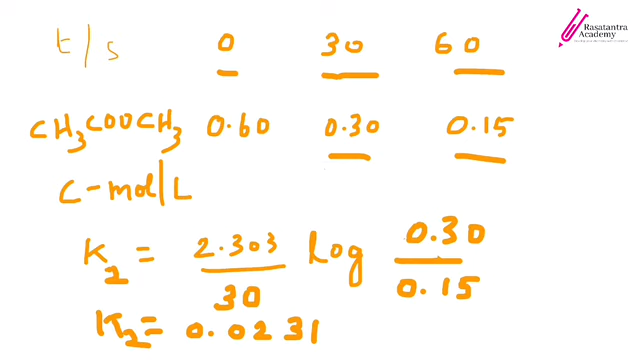 Rasatantra
Academy
t/s 0 30 60
CH₃COOCH₃ 0.60 0.30 0.15
C-mol/L
K₂ = 2.303/30 log 0.30/0.15
K₂ = 0.0231